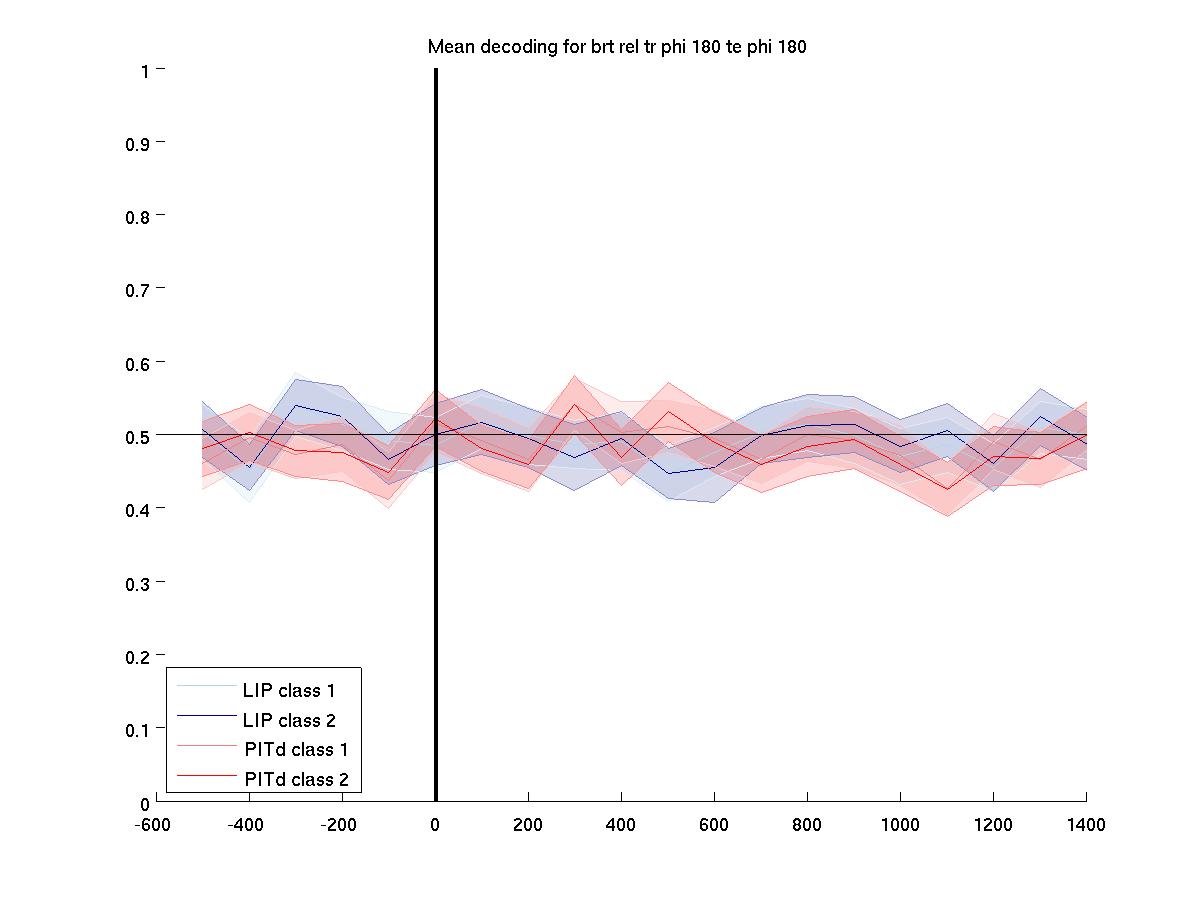 Mean decoding for brt rel tr phi 180 te phi 180
1
0.9
0.8
0.7
0.6
0.5
0.4
0.3
0.2
0.1
0
LIP class 1
LIP class 2
PITd class 1
PITd class 2
-600 -400 -200 0 200 400 600 800 1000 1200 1400